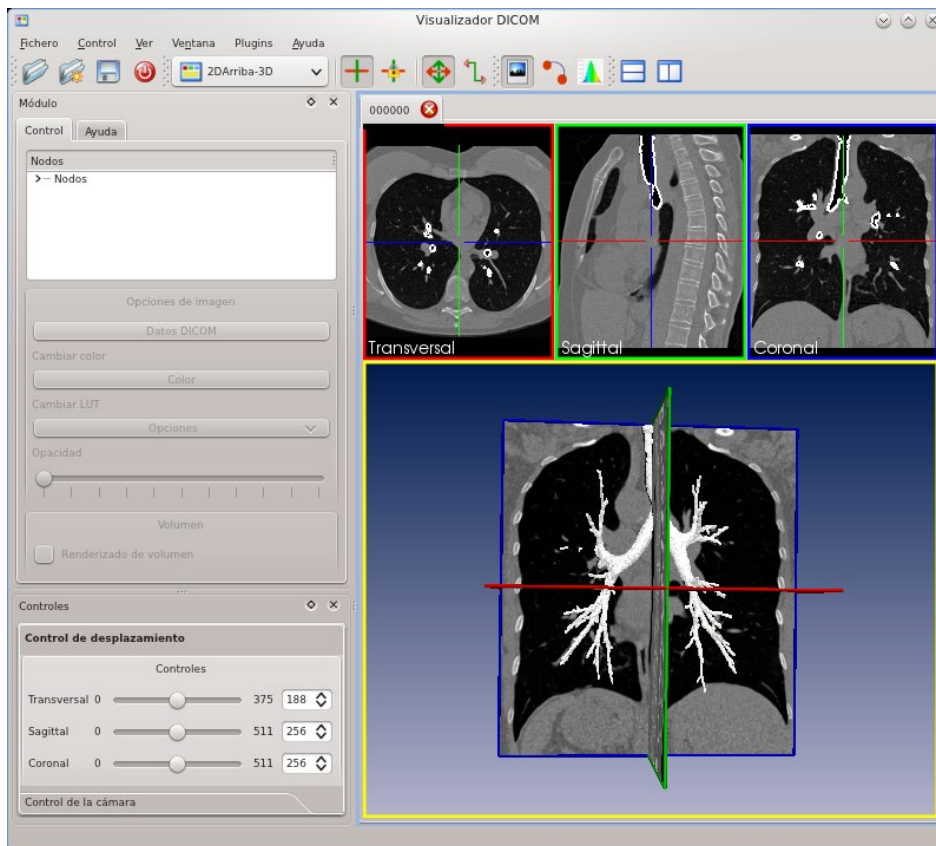 Visualizador DICOM
Fichero Control Ver Ventana Plugins Ayuda
2DArriba-3D
Módulo
Control Ayuda
Nodos
Nodos
Opciones de imagen
Datos DICOM
Cambiar color
Color
Cambiar LUT
Opciones
Opacidad
Volumen
Renderizado de volumen
Controles
Control de desplazamiento
Controles
Transversal 0 375 188
Sagittal 0 511 256
Coronal 0 511 256
Control de la cámara
000000
Transversal Sagittal Coronal